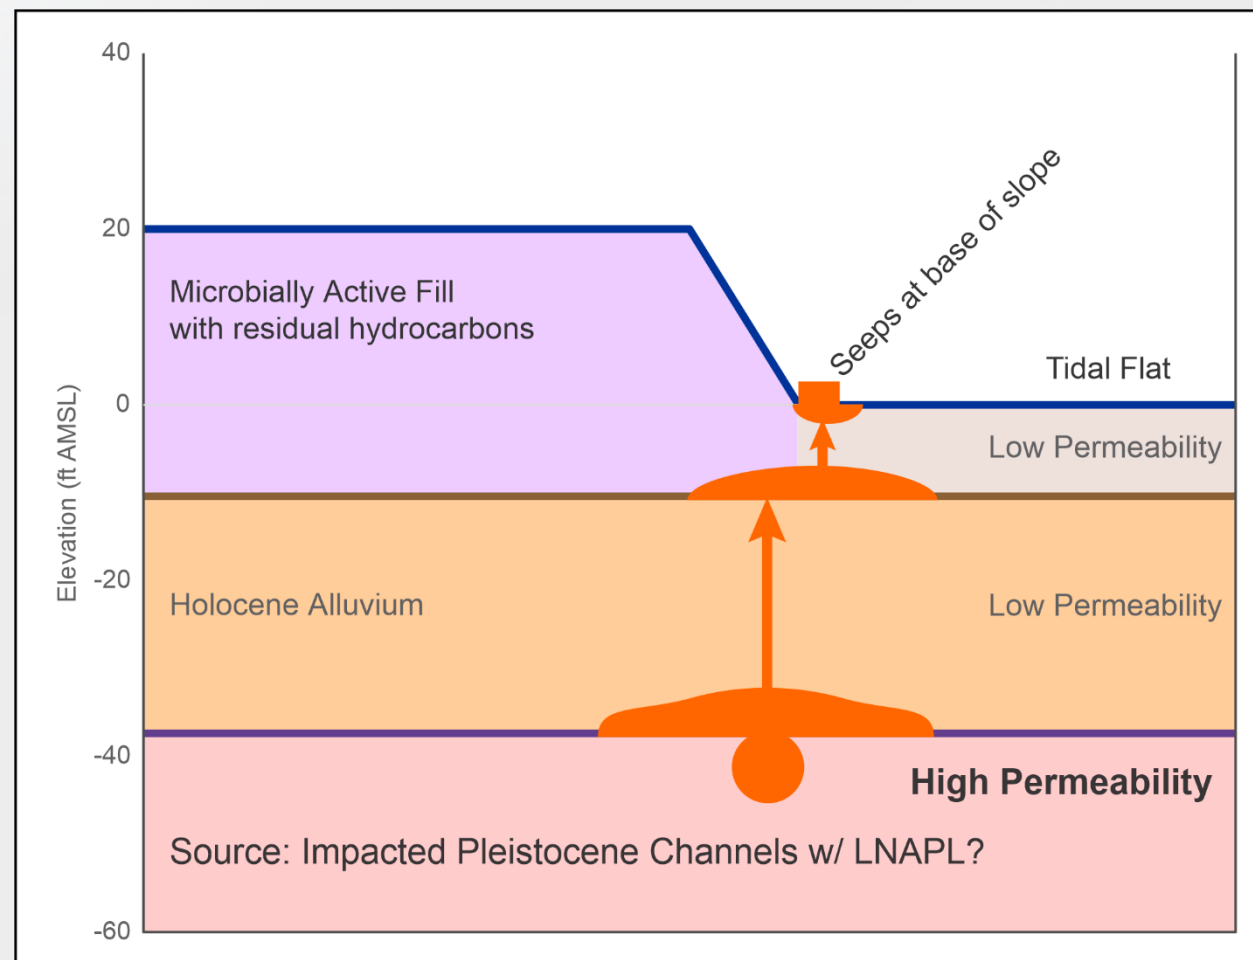 40
20
0
-20
-40
-60
Elevation (ft AMSL)
Microbially Active Fill
with residual hydrocarbons
Seeps at base of slope
Tidal Flat
Low Permeability
Holocene Alluvium
Low Permeability
High Permeability
Source: Impacted Pleistocene Channels w/ LNAPL?